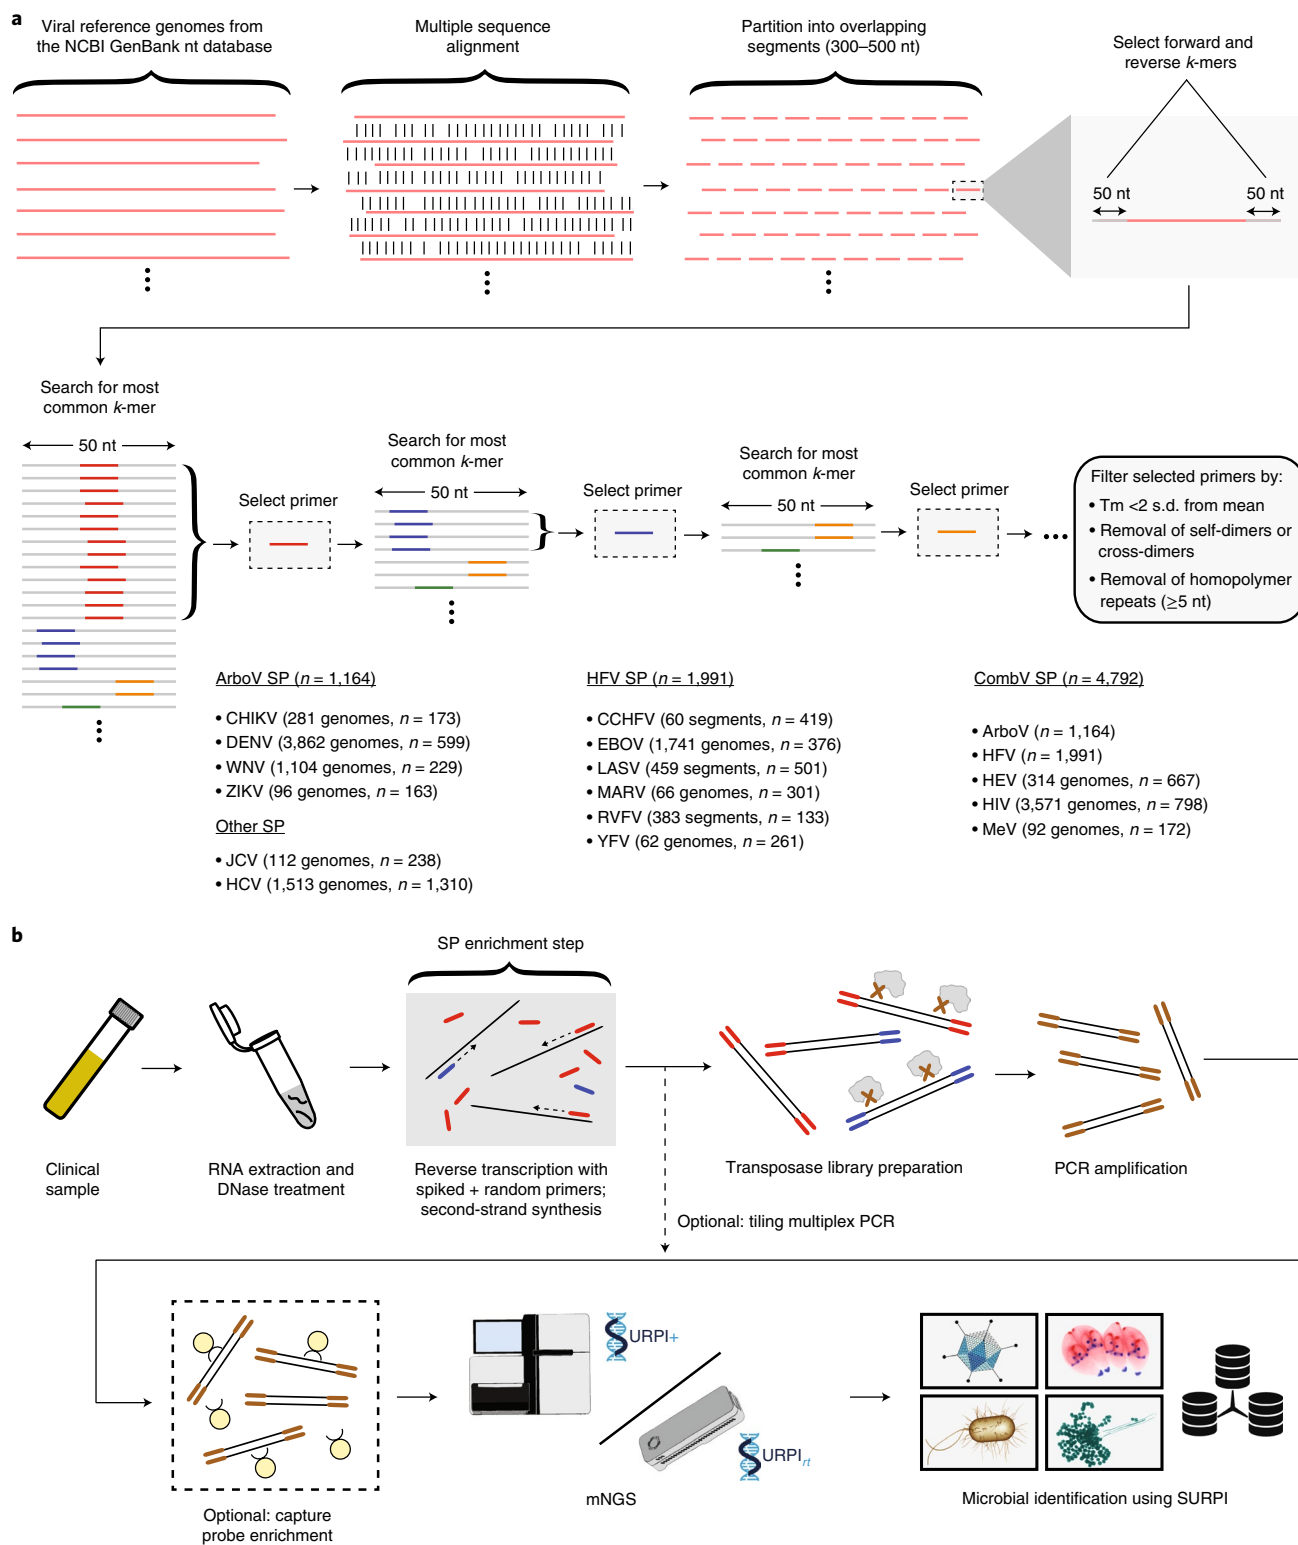 a
Viral reference genomes from
the NCBI GenBank nt database
Multiple sequence
alignment
Partition into overlapping
segments (300–500 nt)
Select forward and
reverse k-mers
50 nt
50 nt
Search for most
common k-mer
50 nt
Select primer
Search for most
common k-mer
50 nt
Select primer
Search for most
common k-mer
50 nt
Select primer
Filter selected primers by:
• Tm <2 s.d. from mean
• Removal of self-dimers or
cross-dimers
• Removal of homopolymer
repeats (≥5 nt)
ArboV SP (n = 1,164)
• CHIKV (281 genomes, n = 173)
• DENV (3,862 genomes, n = 599)
• WNV (1,104 genomes, n = 229)
• ZIKV (96 genomes, n = 163)
Other SP
• JCV (112 genomes, n = 238)
• HCV (1,513 genomes, n = 1,310)
HFV SP (n = 1,991)
• CCHFV (60 segments, n = 419)
• EBOV (1,741 genomes, n = 376)
• LASV (459 segments, n = 501)
• MARV (66 genomes, n = 301)
• RVFV (383 segments, n = 133)
• YFV (62 genomes, n = 261)
CombV SP (n = 4,792)
• ArboV (n = 1,164)
• HFV (n = 1,991)
• HEV (314 genomes, n = 667)
• HIV (3,571 genomes, n = 798)
• MeV (92 genomes, n = 172)
b
SP enrichment step
Clinical
sample
RNA extraction and
DNase treatment
Reverse transcription with
spiked + random primers;
second-strand synthesis
Transposase library preparation
PCR amplification
Optional: tiling multiplex PCR
Optional: capture
probe enrichment
URPI+
URPIrt
mNGS
Microbial identification using SURPI